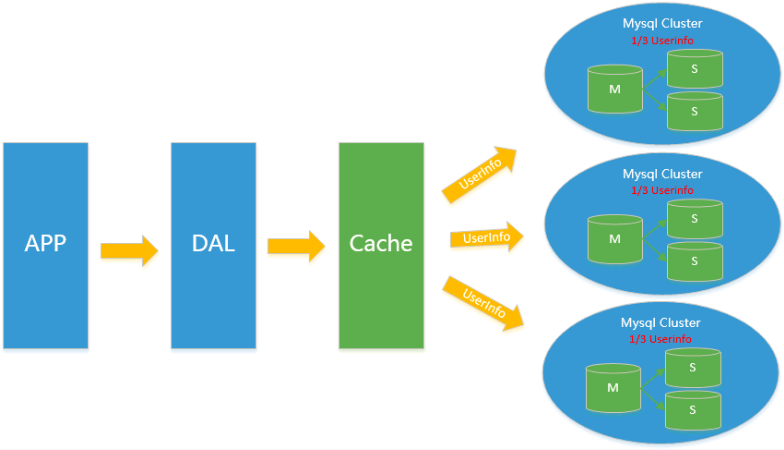 APP
DAL
Cache
UserInfo
UserInfo
UserInfo
Mysql Cluster
1/3 Userinfo
M
S
S
Mysql Cluster
1/3 Userinfo
M
S
S
Mysql Cluster
1/3 Userinfo
M
S
S